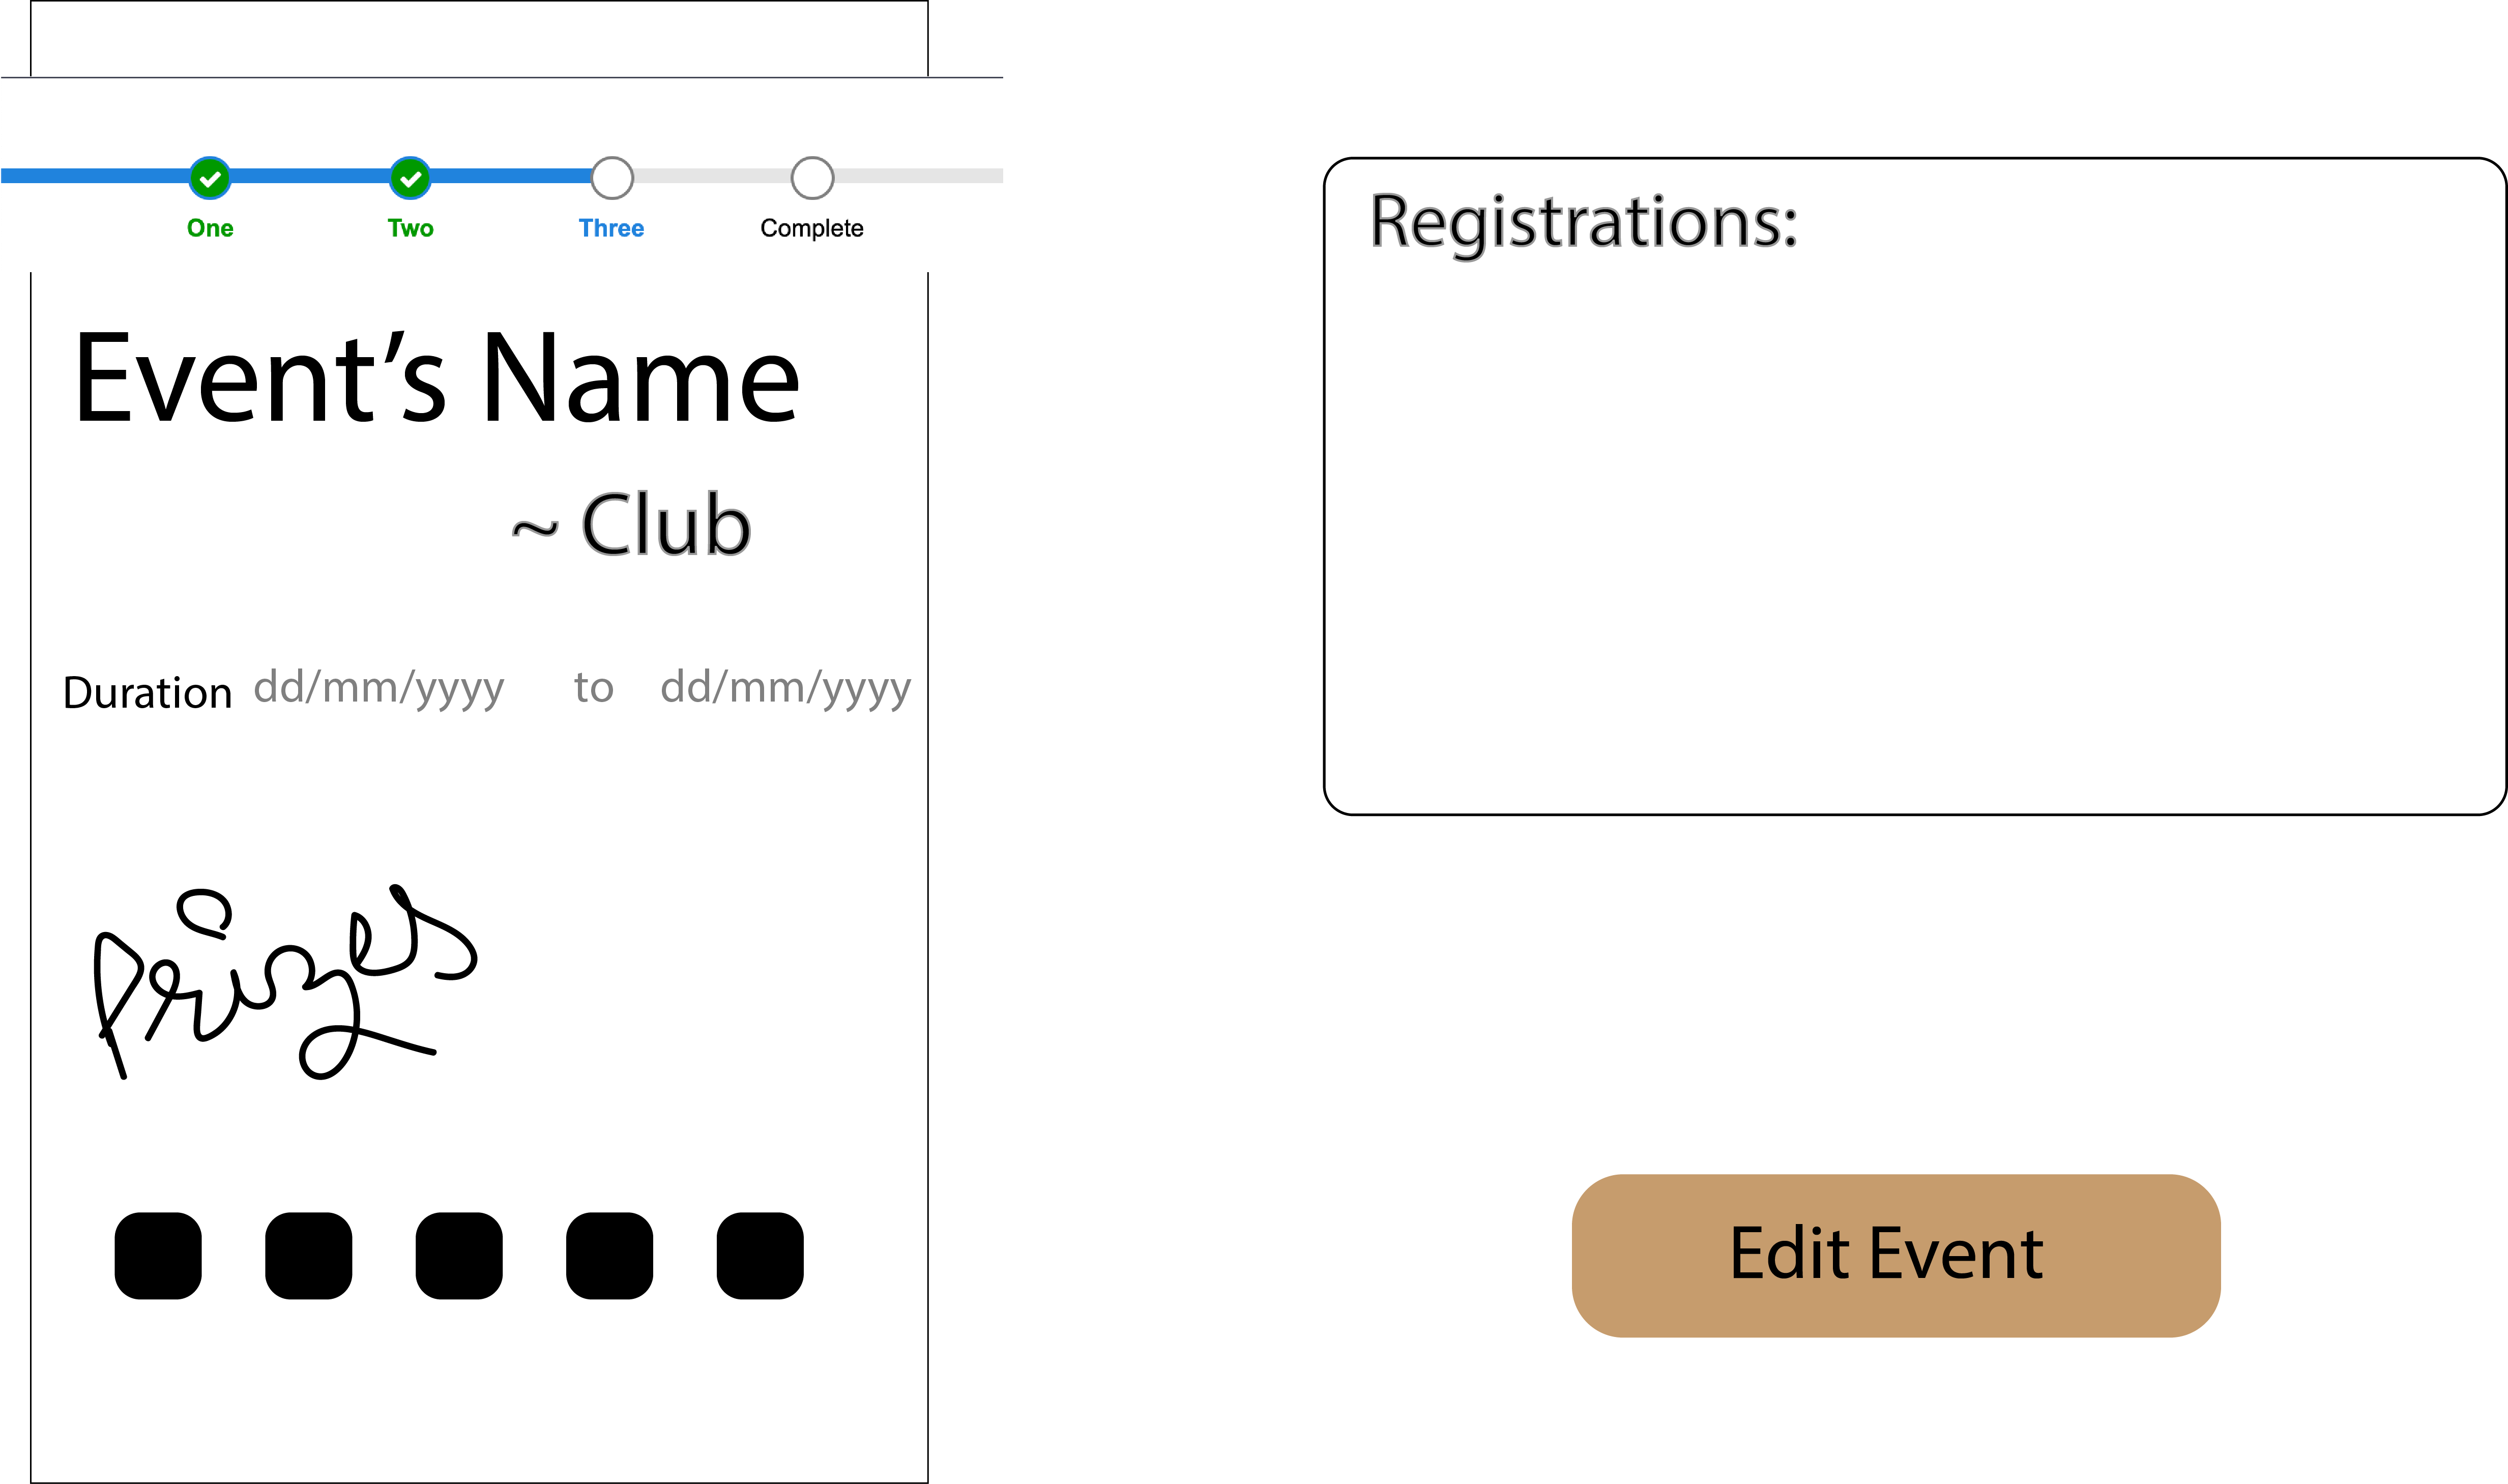 One Two Three Complete
Event’s Name
~ Club
Duration dd/mm/yyyy to dd/mm/yyyy
Prizes
Registrations:
Edit Event